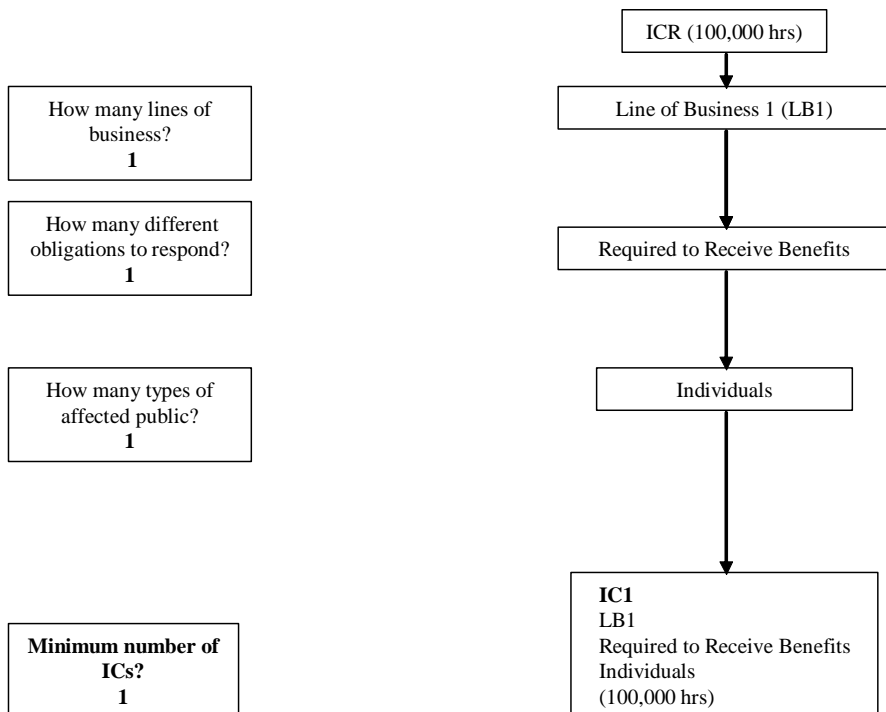 ICR (100,000 hrs)
How many lines of
business?
1
Line of Business 1 (LB1)
How many different
obligations to respond?
1
Required to Receive Benefits
How many types of
affected public?
1
Individuals
Minimum number of
ICs?
1
IC1
LB1
Required to Receive Benefits
Individuals
(100,000 hrs)